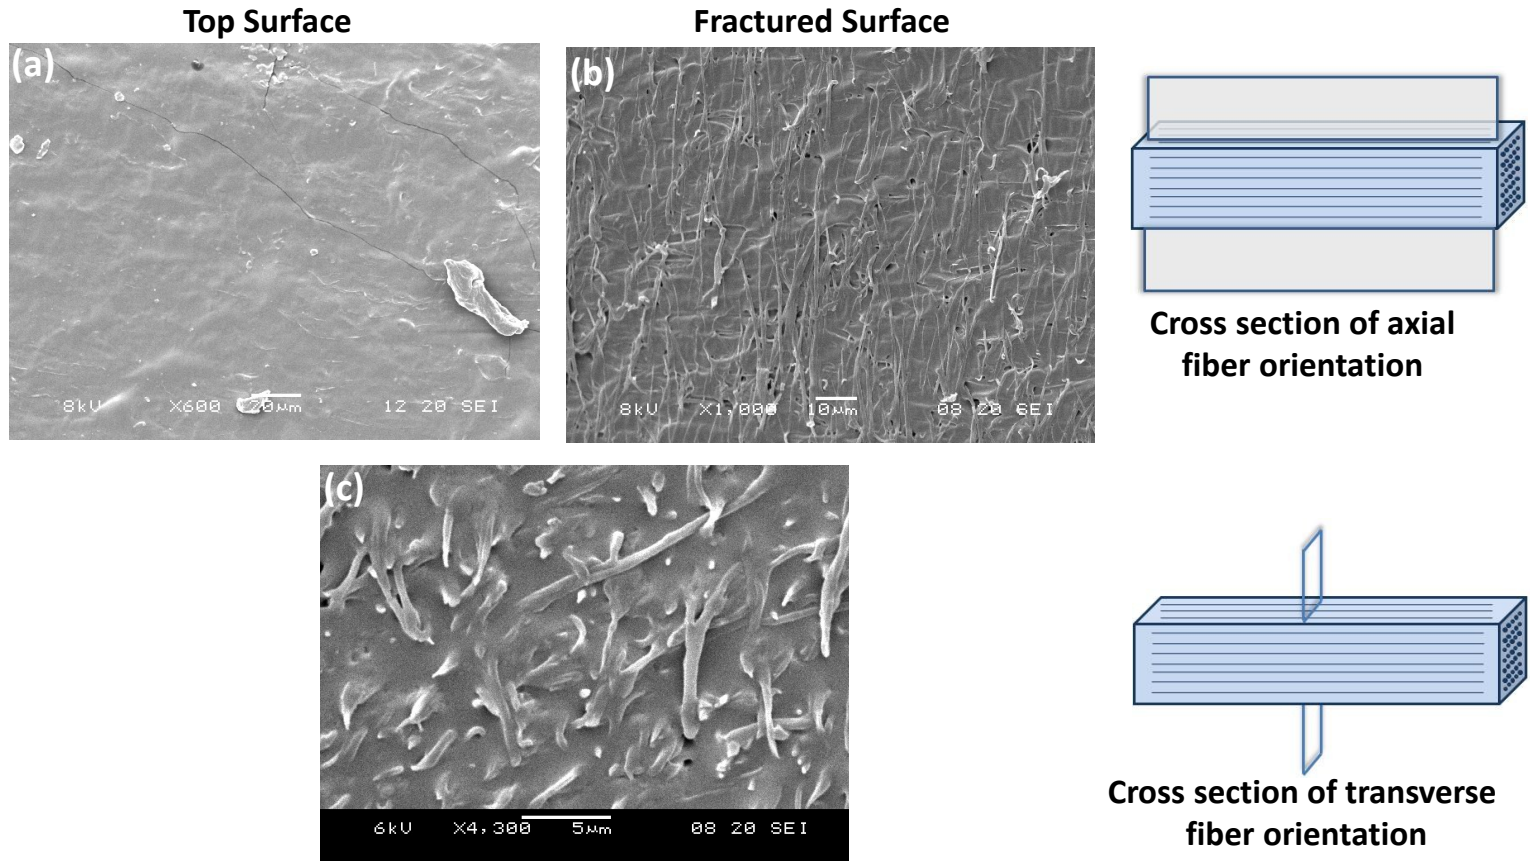 Top Surface
Fractured Surface
(a)
(b)
8kV X600 20μm 12 20 SEI
8kV X1,000 10μm 08 20 SEI
Cross section of axial
fiber orientation
(c)
6kV X4,300 5μm 08 20 SEI
Cross section of transverse
fiber orientation